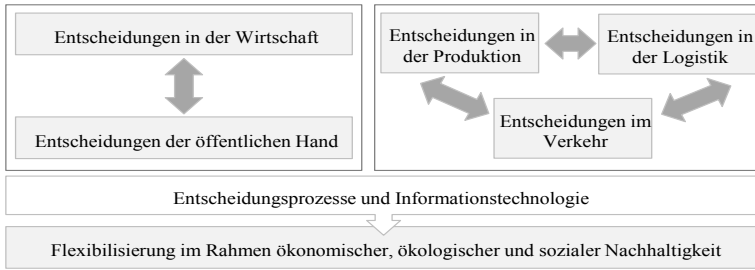 Entscheidungen in der Wirtschaft
Entscheidungen der öffentlichen Hand
Entscheidungen in
der Produktion
Entscheidungen in
der Logistik
Entscheidungen im
Verkehr
Entscheidungsprozesse und Informationstechnologie
Flexibilisierung im Rahmen ökonomischer, ökologischer und sozialer Nachhaltigkeit